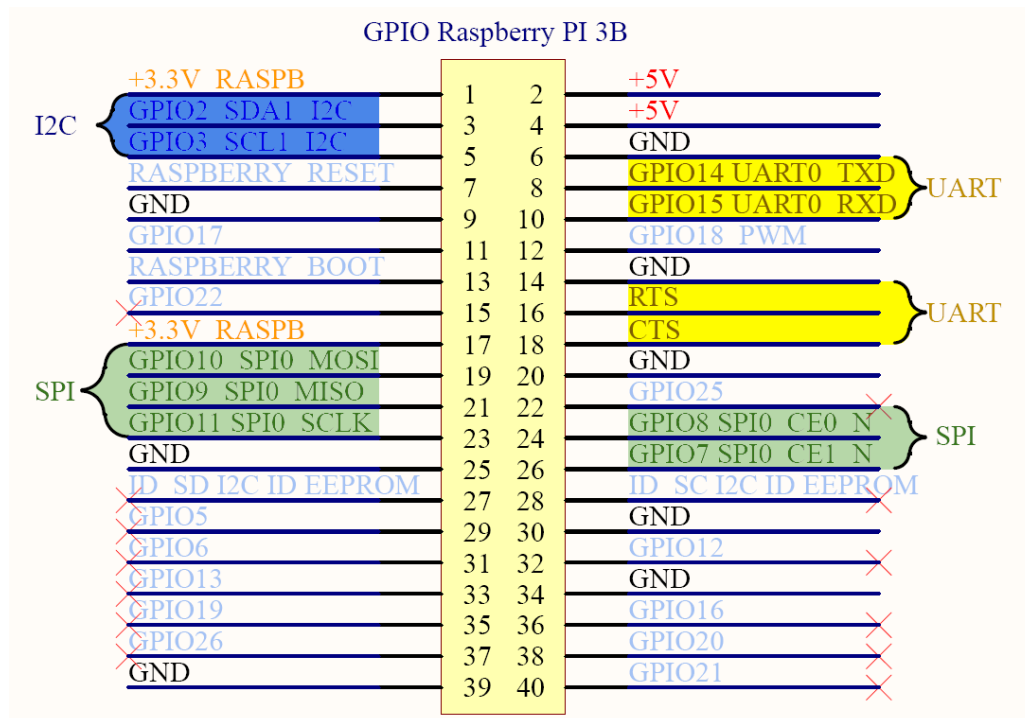 GPIO Raspberry PI 3B
+3.3V RASPB 1 2 +5V
I2C GPIO2 SDA1 I2C 3 4 +5V
GPIO3 SCL1 I2C 5 6 GND
RASPBERRY RESET 7 8 GPIO14 UART0 TXD UART
GND 9 10 GPIO15 UART0 RXD
GPIO17 11 12 GPIO18 PWM
RASPBERRY BOOT 13 14 GND
GPIO22 15 16 RTS UART
+3.3V RASPB 17 18 CTS
GPIO10 SPI0 MOSI 19 20 GND
SPI GPIO9 SPI0 MISO 21 22 GPIO25
GPIO11 SPI0 SCLK 23 24 GPIO8 SPI0 CE0 N SPI
GND 25 26 GPIO7 SPI0 CE1 N
ID SD I2C ID EEPROM 27 28 ID SC I2C ID EEPROM
GPIO5 29 30 GND
GPIO6 31 32 GPIO12
GPIO13 33 34 GND
GPIO19 35 36 GPIO16
GPIO26 37 38 GPIO20
GND 39 40 GPIO21